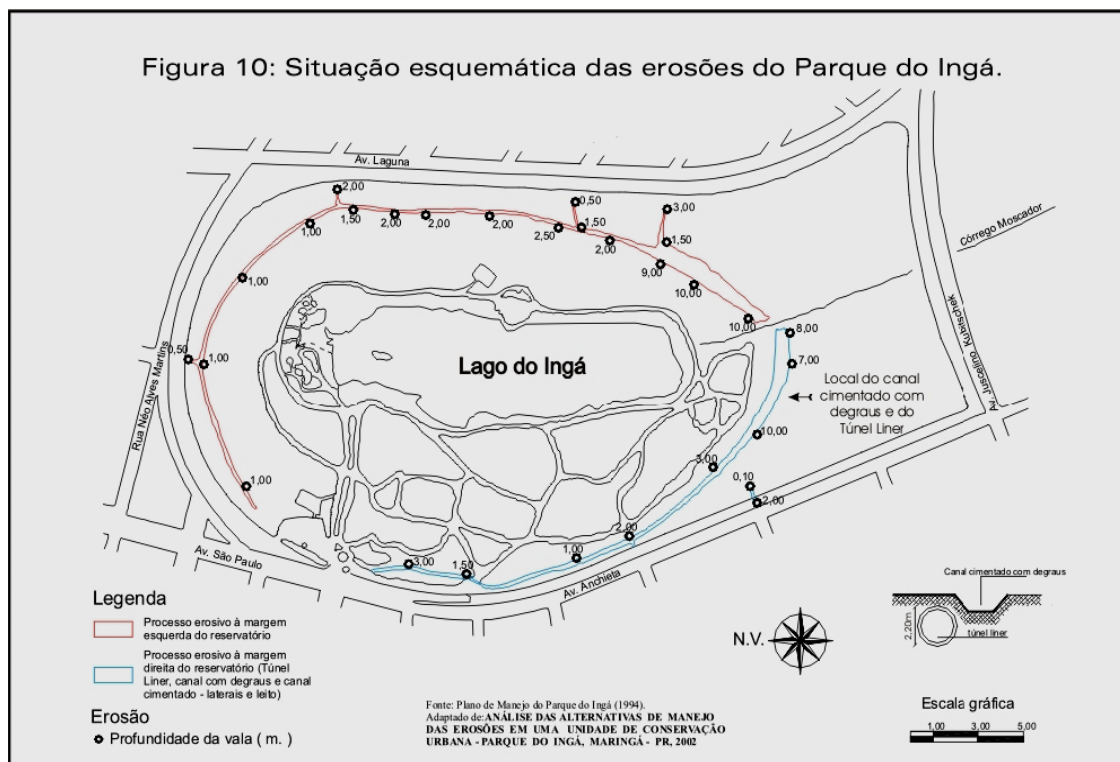 Figura 10: Situação esquemática das erosões do Parque do Ingá.
Av. Laguna
2,00
1,50
2,00
2,00
2,00
1,00
2,50
0,50
1,50
2,00
3,00
1,50
9,00
10,00
10,00
1,00
0,50
1,00
1,00
Córrego Moscador
Av. Juscelino Kubitschek
Rua Néo Alves Martins
Lago do Ingá
8,00
7,00
Local do canal
cimentado com
degraus e do
Túnel Liner
10,00
3,00
0,10
2,00
2,00
1,00
1,50
3,00
Av. São Paulo
Av. Anchieta
Legenda
Processo erosivo à margem
esquerda do reservatório
Processo erosivo à margem
direita do reservatório (Túnel
Liner, canal com degraus e canal
cimentado - laterais e leito)
Erosão
Profundidade da vala ( m. )
Fonte: Plano de Manejo do Parque do Ingá (1994).
Adaptado de:ANÁLISE DAS ALTERNATIVAS DE MANEJO
DAS EROSÕES EM UMA UNIDADE DE CONSERVAÇÃO
URBANA - PARQUE DO INGÁ, MARINGÁ - PR, 2002
N.V.
Canal cimentado com degraus
2,20m
túnel liner
Escala gráfica
1,00 3,00 5,00